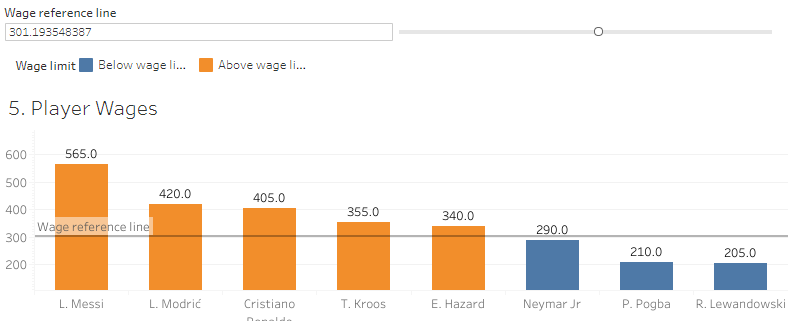 Wage reference line
301.193548387
Wage limit Below wage li... Above wage li...
5. Player Wages
600
500
400
300
200
565.0
420.0
405.0
355.0
340.0
290.0
210.0
205.0
Wage reference line
L. Messi
L. Modrić
Cristiano
Ronaldo
T. Kroos
E. Hazard
Neymar Jr
P. Pogba
R. Lewandowski